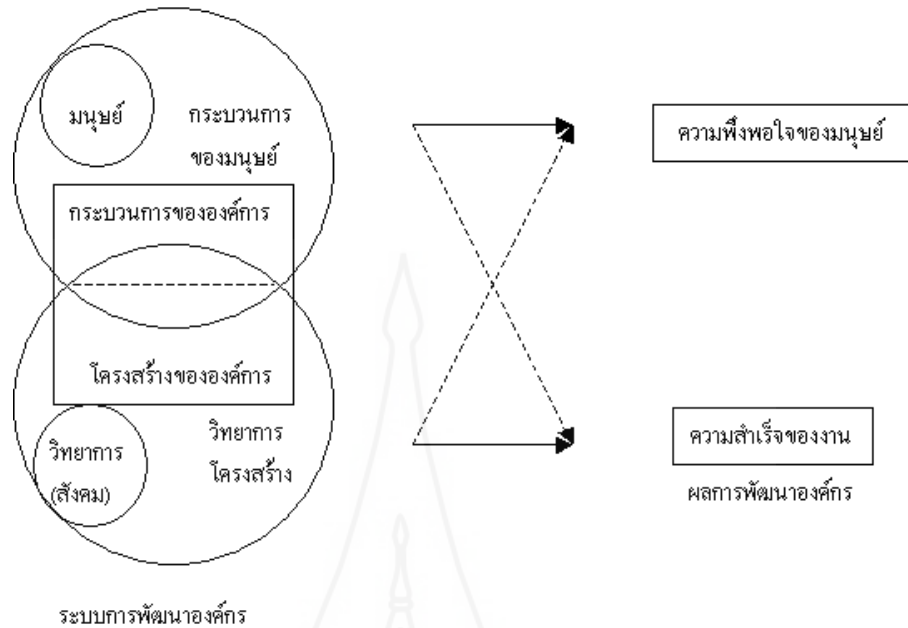 มนุษย์
กระบวนการ
ของมนุษย์
กระบวนการขององค์การ
โครงสร้างขององค์การ
วิทยาการ
(สังคม)
วิทยาการ
โครงสร้าง
ระบบการพัฒนาองค์กร
ความพึงพอใจของมนุษย์
ความสำเร็จของงาน
ผลการพัฒนาองค์กร